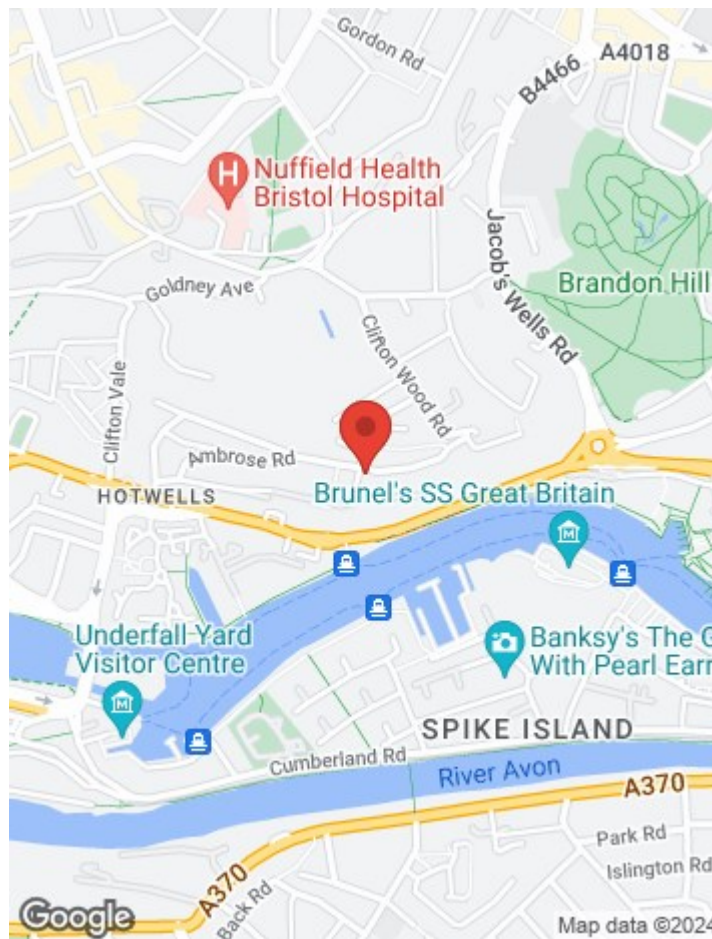 Gordon Rd
A4018
B4466
Nuffield Health
Bristol Hospital
Jacob's Wells Rd
Goldney Ave
Brandon Hill
Clifton Wood Rd
Clifton Vale
Ambrose Rd
HOTWELLS
Brunel's SS Great Britain
Underfall Yard
Visitor Centre
Banksy's The G
With Pearl Earr
SPIKE ISLAND
Cumberland Rd
River Avon
A370
Park Rd
Islington Rd
A370
Back Rd
Google
Map data ©2024